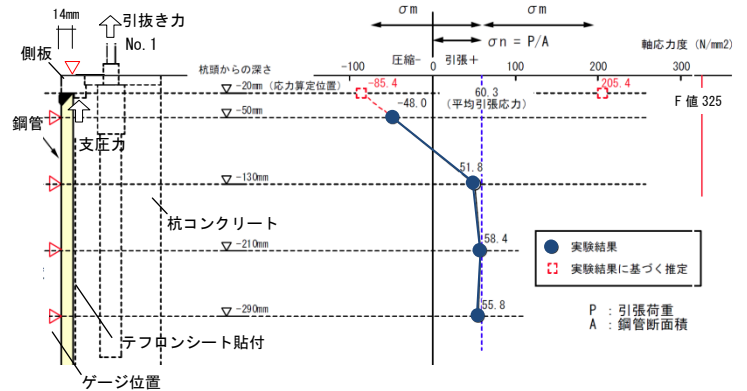 14mm
引抜き力
No.1
側板
鋼管
支圧力
杭コンクリート
テフロンシート貼付
ゲージ位置
杭頭からの深さ
-20mm(応力算定位置)
-50mm
-130mm
-210mm
-290mm
σm
σm
σn = P/A
圧縮-
引張+
軸応力度 (N/mm2)
-100
0
100
200
300
-85.4
-48.0
60.3
(平均引張応力)
205.4
F 値 325
51.8
58.4
55.8
実験結果
実験結果に基づく推定
P : 引張荷重
A : 鋼管断面積